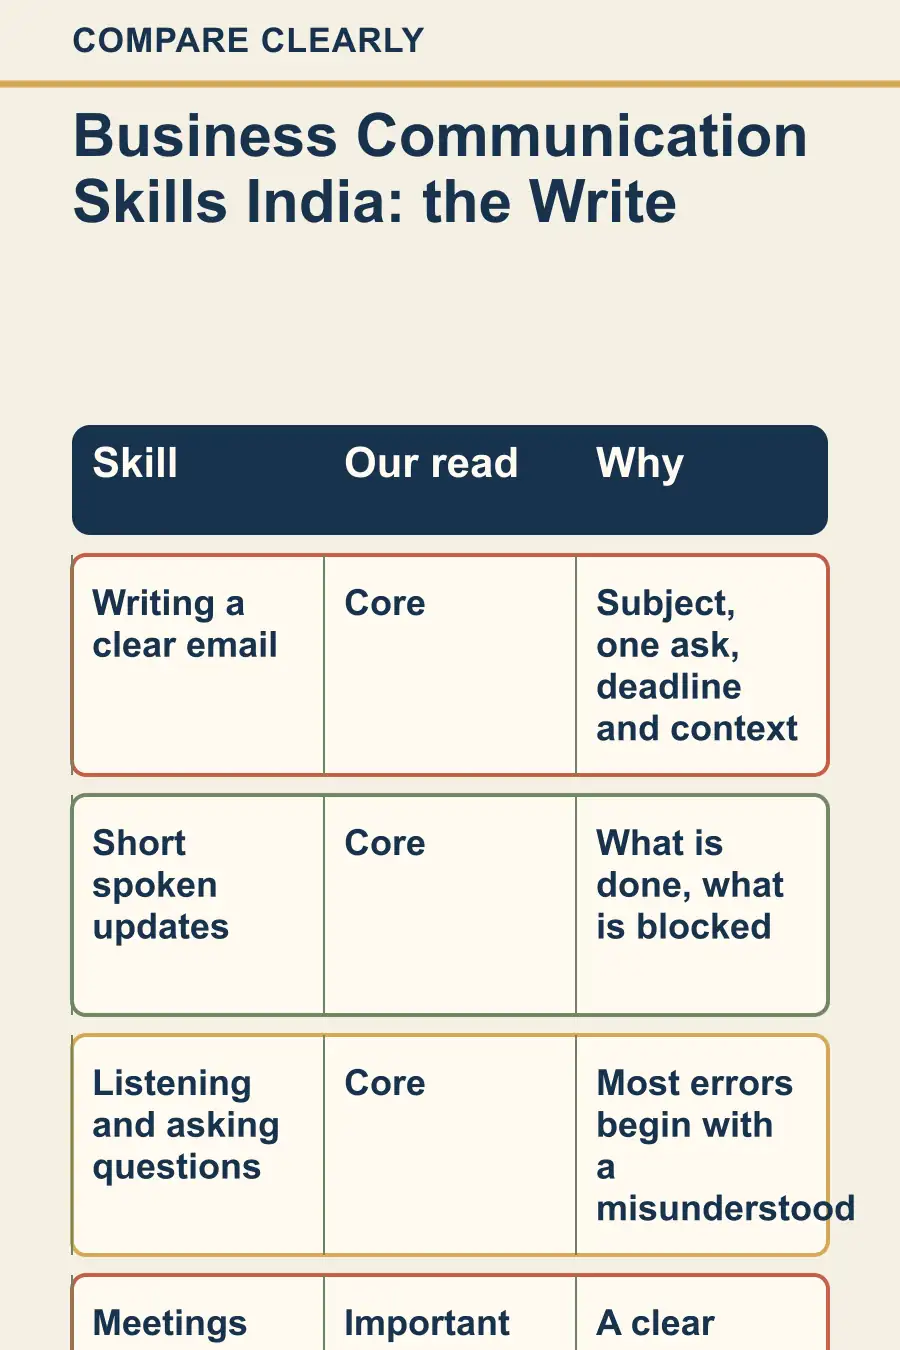 COMPARE CLEARLY
Business Communication
Skills India: the Write
Skill Our read Why
Writing a
clear email
Core
Subject,
one ask,
deadline
and context
Short
spoken
updates
Core
What is
done, what
is blocked
Listening
and asking
questions
Core
Most errors
begin with
a
misunderstood
Meetings
Important
A clear